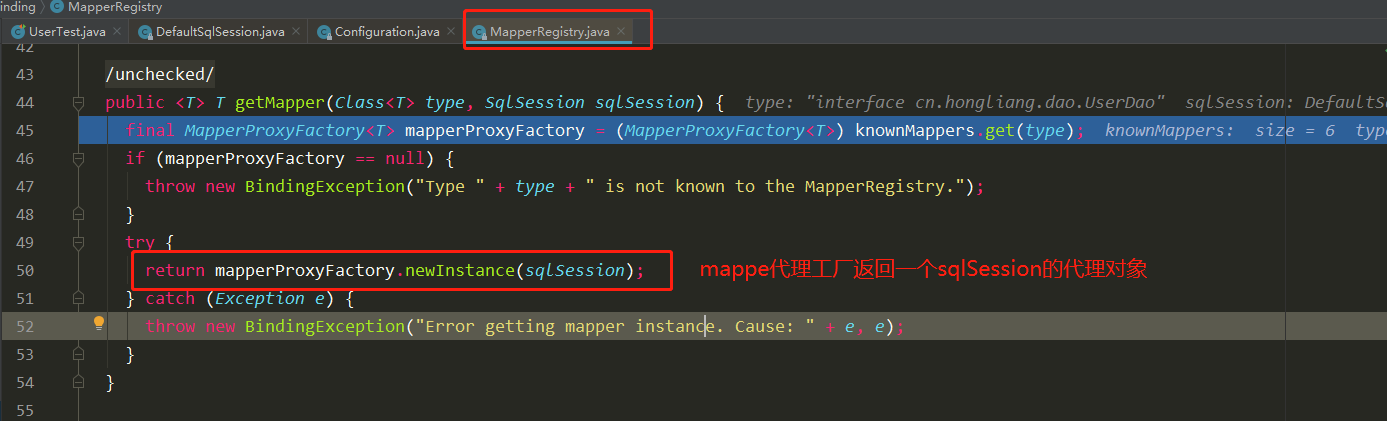 inding MapperRegistry
UserTest.java DefaultSqlSession.java Configuration.java MapperRegistry.java
42
43 /unchecked/
44 public <T> T getMapper(Class<T> type, SqlSession sqlSession) { type: "interface cn.hongliang.dao.UserDao" sqlSession: DefaultS
45 final MapperProxyFactory<T> mapperProxyFactory = (MapperProxyFactory<T>) knownMappers.get(type); knownMappers: size = 6 typ
46 if (mapperProxyFactory == null) {
47 throw new BindingException("Type " + type + " is not known to the MapperRegistry.");
48 }
49 try {
50 return mapperProxyFactory.newInstance(sqlSession); mappe代理工厂返回一个sqlSession的代理对象
51 } catch (Exception e) {
52 throw new BindingException("Error getting mapper instance. Cause: " + e, e);
53 }
54 }
55